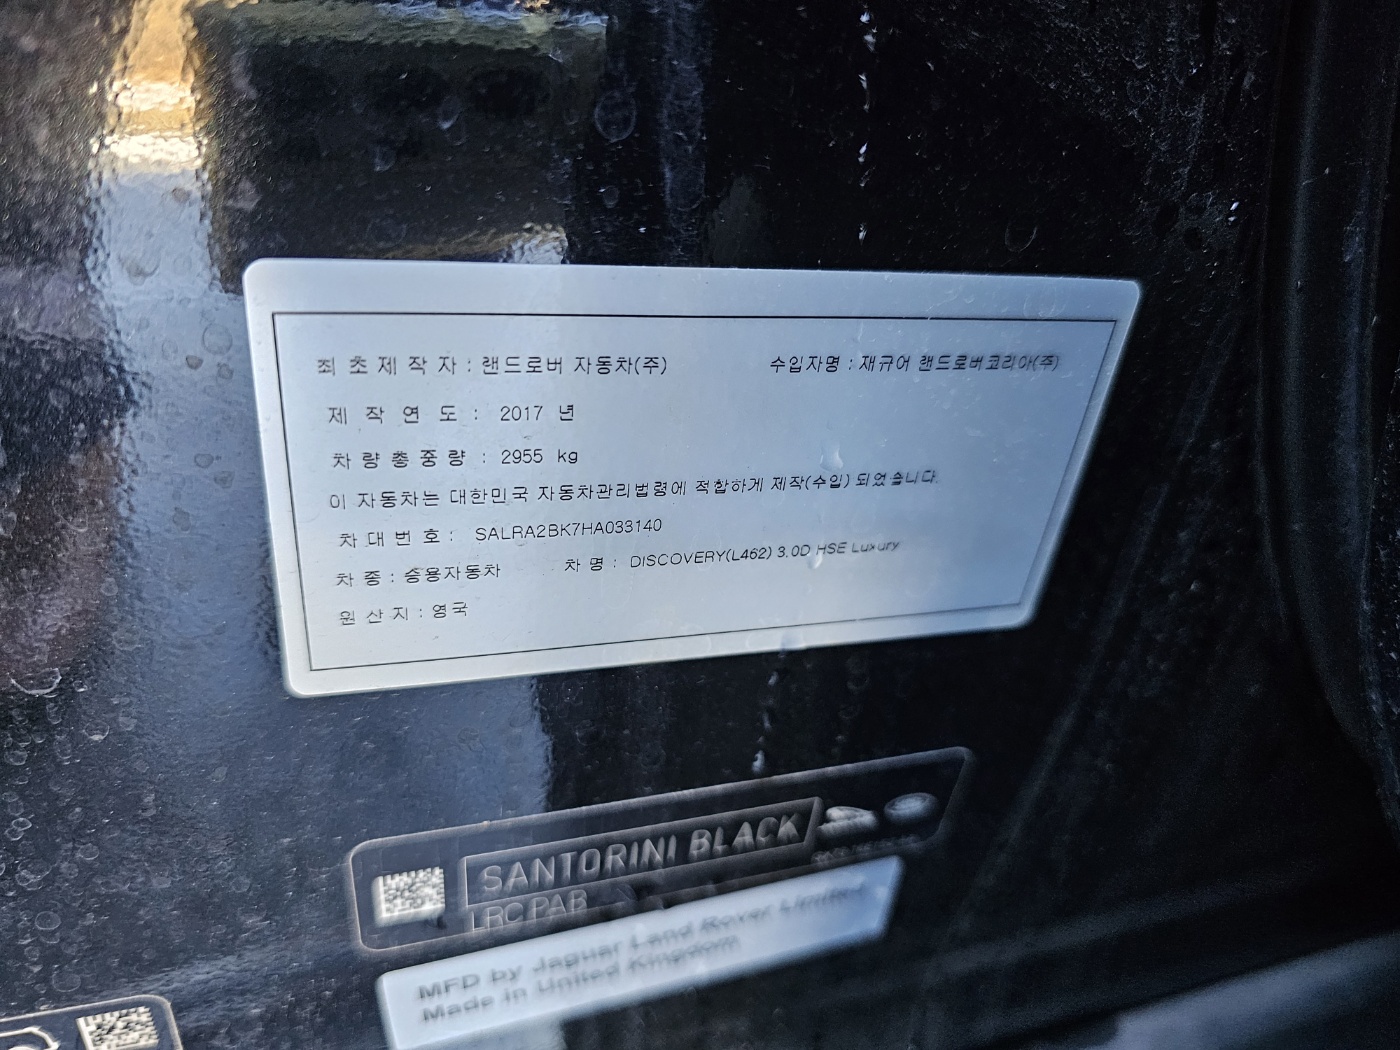 최초제작자 : 랜드로버 자동차(주) 수입자명 : 재규어 랜드로버코리아(주)
제작연도 : 2017 년
차량총중량 : 2955 kg
이 자동차는 대한민국 자동차관리법령에 적합하게 제작(수입) 되었습니다.
차대번호 : SALRA2BK7HA033140
차종 : 승용자동차 차명 : DISCOVERY(L462) 3.0D HSE Luxury
원산지 : 영국
SANTORINI BLACK
LRC PAB
MFD by Jaguar Land Rover Limited
Made in United Kingdom